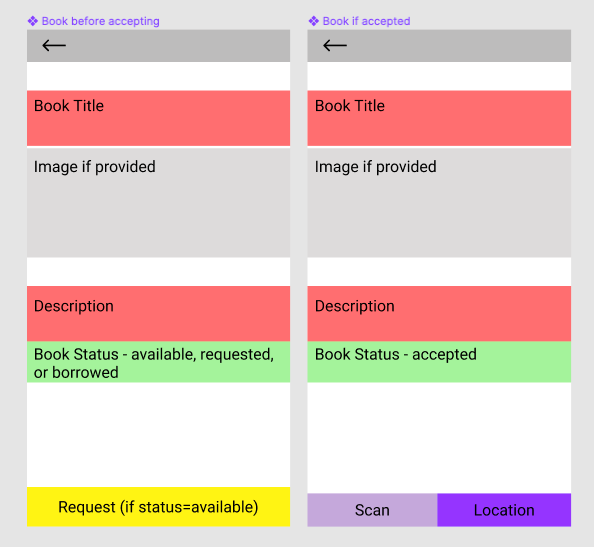 Book before accepting
Book Title
Image if provided
Description
Book Status - available, requested,
or borrowed
Request (if status=available)
Book if accepted
Book Title
Image if provided
Description
Book Status - accepted
Scan
Location